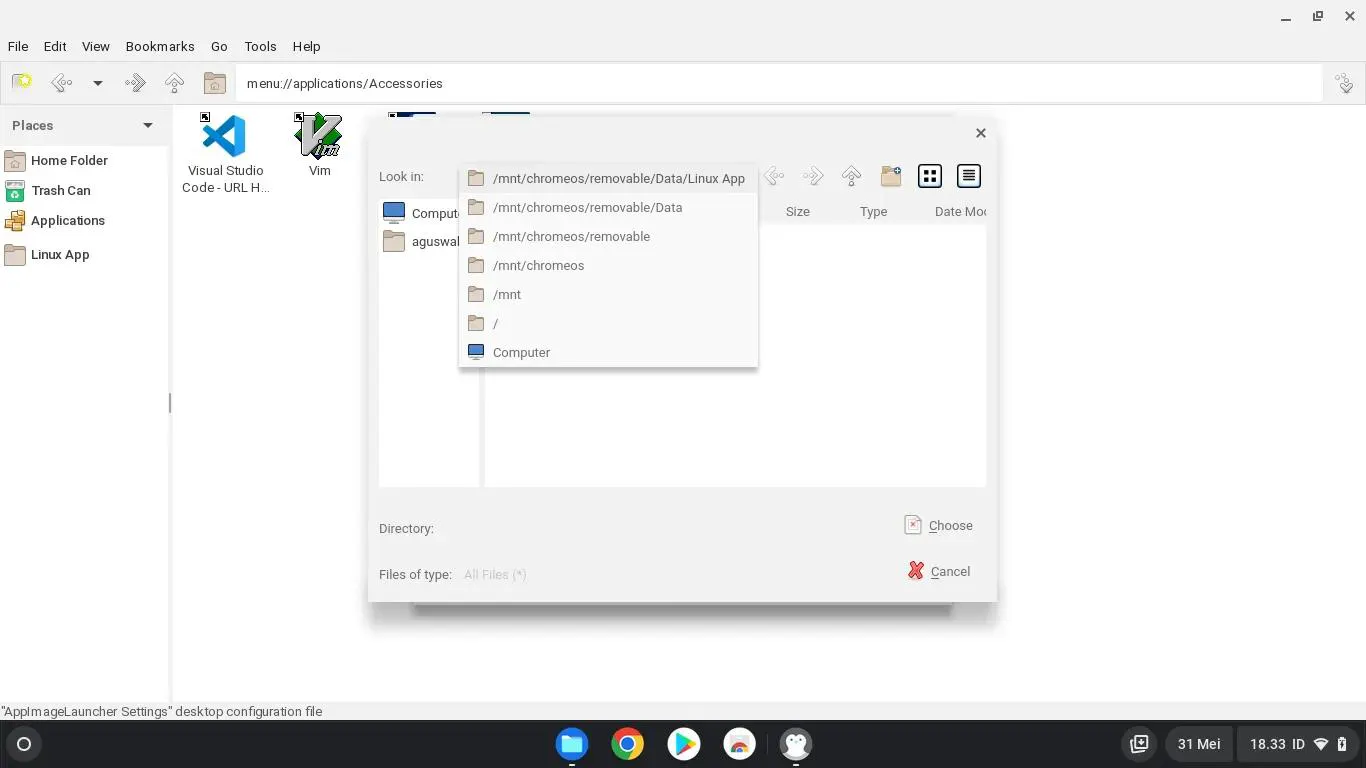 File Edit View Bookmarks Go Tools Help
menu://applications/Accessories
Places
Home Folder
Trash Can
Applications
Linux App
Visual Studio
Code - URL H...
Vim
Look in:
/mnt/chromeos/removable/Data/Linux App
/mnt/chromeos/removable/Data
/mnt/chromeos/removable
/mnt/chromeos
/mnt
/
Computer
Size Type Date Mod
Directory:
Choose
Files of type: All Files (*)
Cancel
"AppImageLauncher Settings" desktop configuration file
31 Mei 18.33 ID